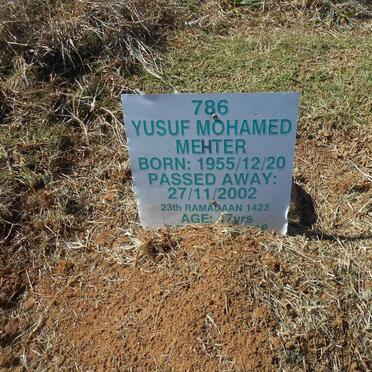 786
YUSUF MOHAMED
MEHTER
BORN: 1955/12/20
PASSED AWAY:
27/11/2002
23th RAMADAAN 1423
AGE: